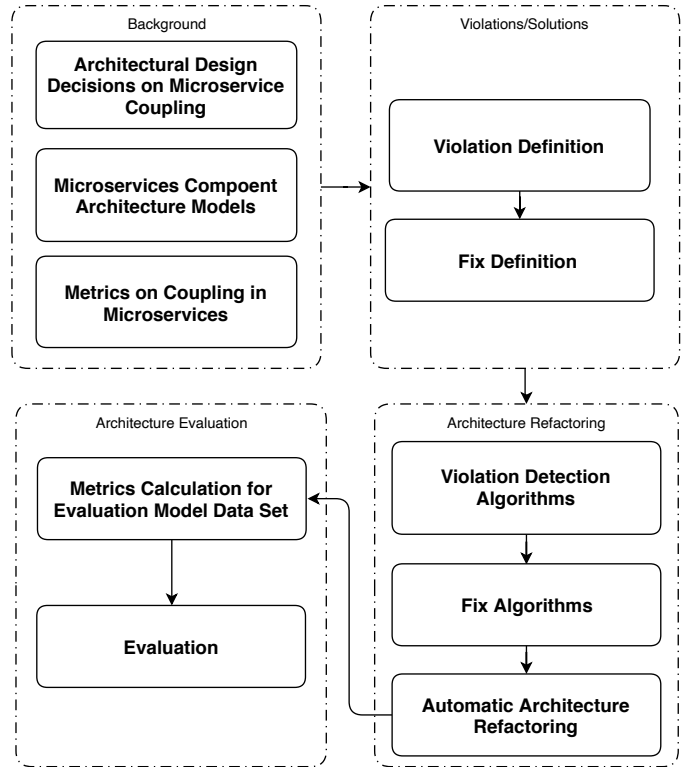 Background
Architectural Design
Decisions on Microservice
Coupling
Microservices Compoent
Architecture Models
Metrics on Coupling in
Microservices
Violations/Solutions
Violation Definition
Fix Definition
Architecture Refactoring
Violation Detection
Algorithms
Fix Algorithms
Automatic Architecture
Refactoring
Architecture Evaluation
Metrics Calculation for
Evaluation Model Data Set
Evaluation